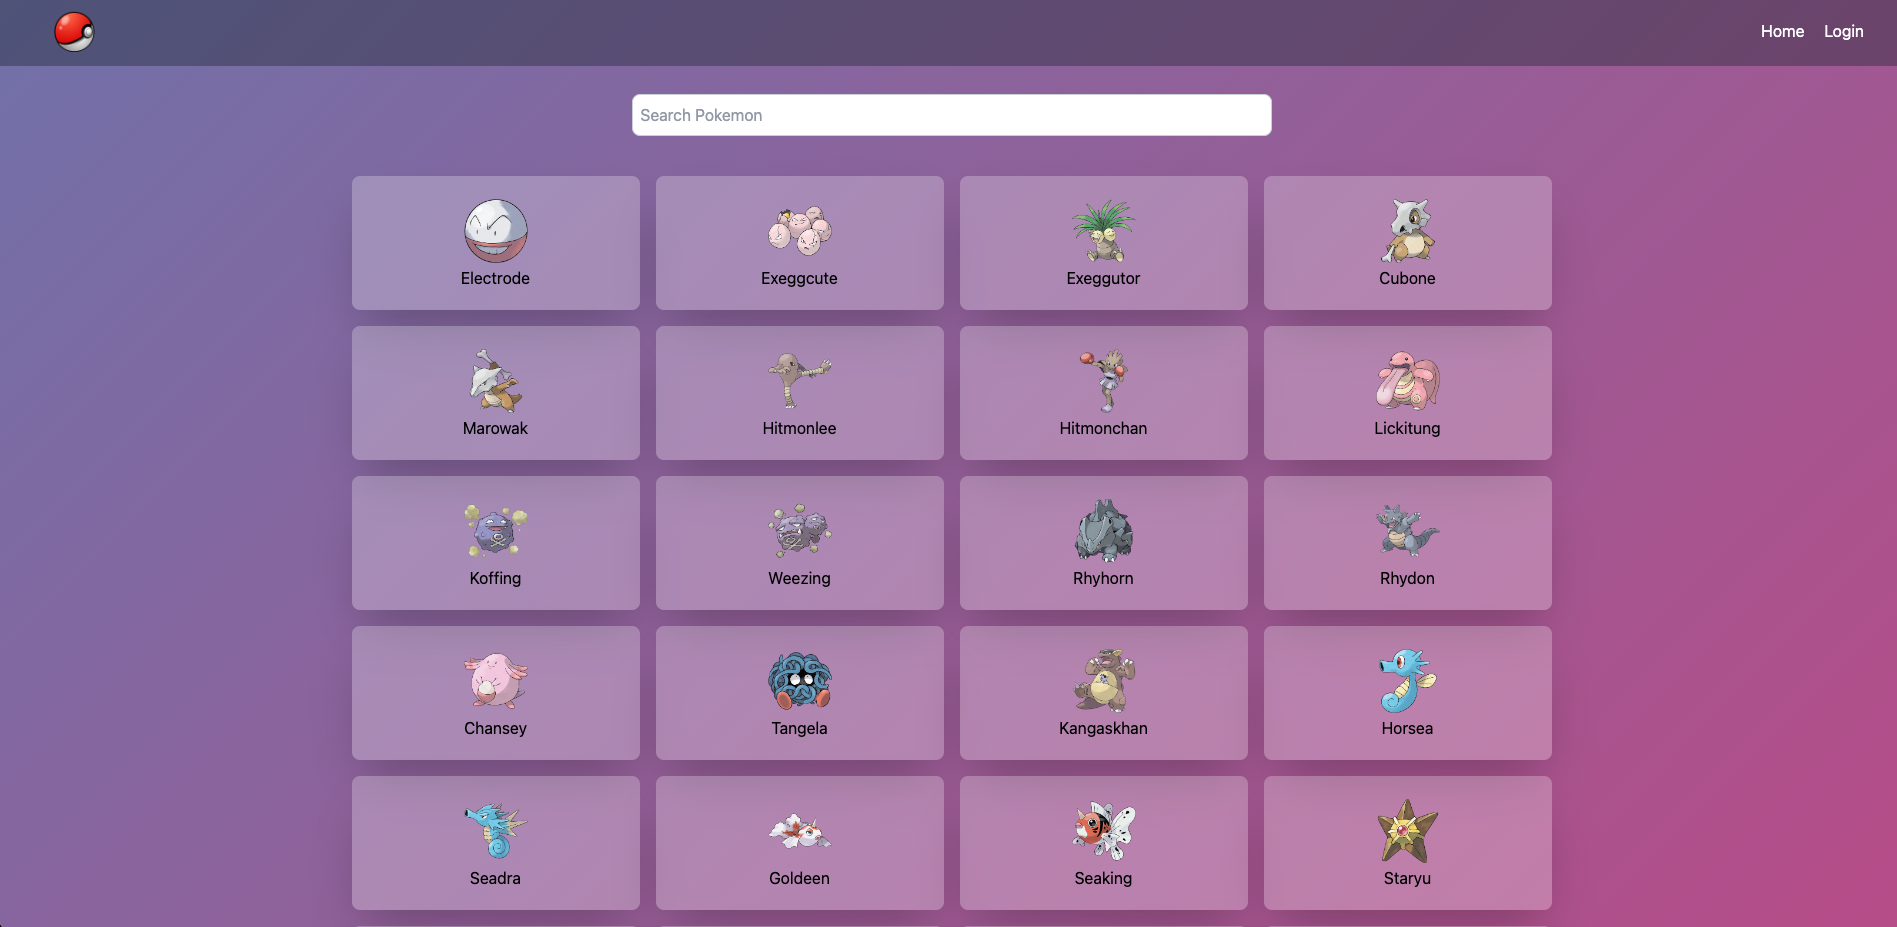 Home Login
Search Pokemon
Electrode Exeggcute Exeggutor Cubone
Marowak Hitmonlee Hitmonchan Lickitung
Koffing Weezing Rhyhorn Rhydon
Chansey Tangela Kangaskhan Horsea
Seadra Goldeen Seaking Staryu